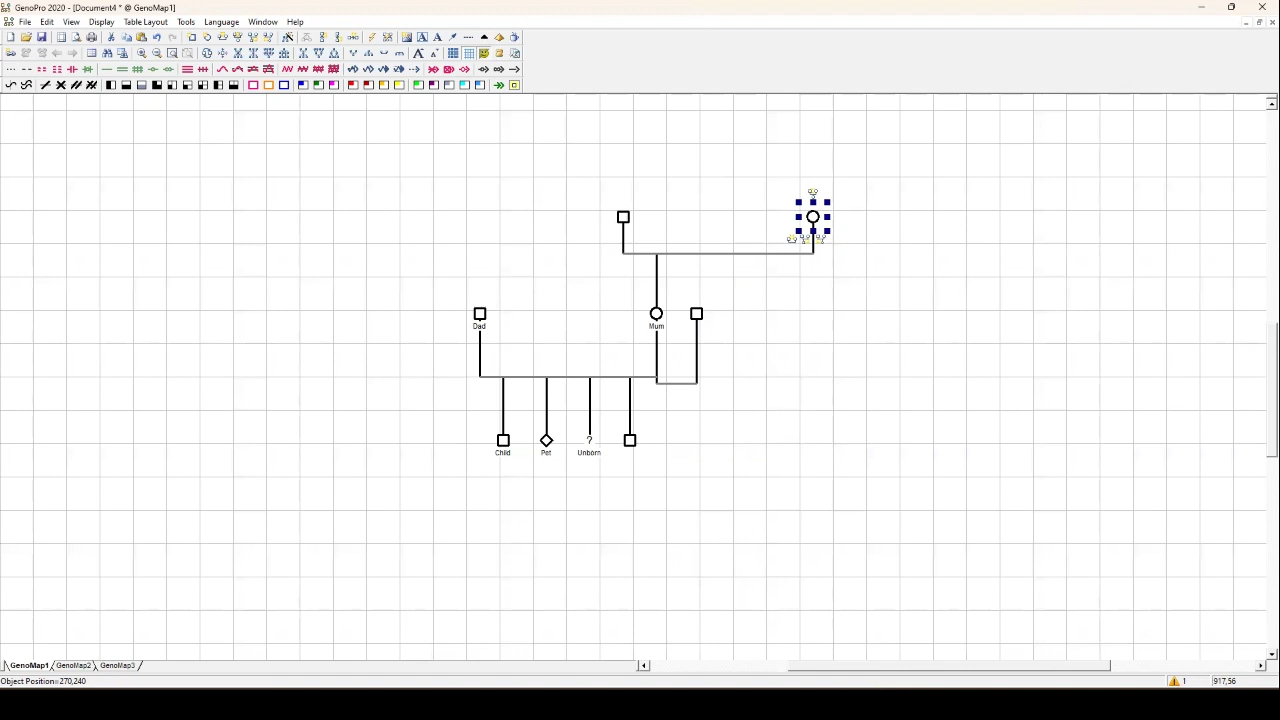 GenoPro 2020 - [Document4 * @ GenoMap1]
File Edit View Display Table Layout Tools Language Window Help
Dad
Mum
Child
Pet
?
Unborn
GenoMap1 GenoMap2 GenoMap3
Object Position=270,240
1
917,56